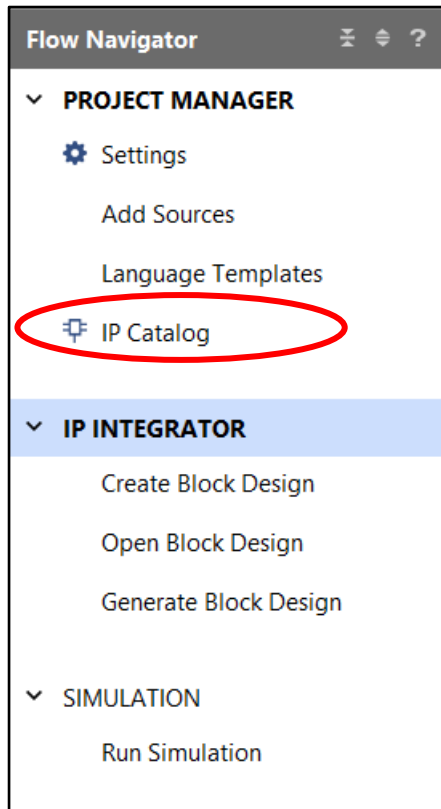 Flow Navigator ?
PROJECT MANAGER
Settings
Add Sources
Language Templates
IP Catalog
IP INTEGRATOR
Create Block Design
Open Block Design
Generate Block Design
SIMULATION
Run Simulation